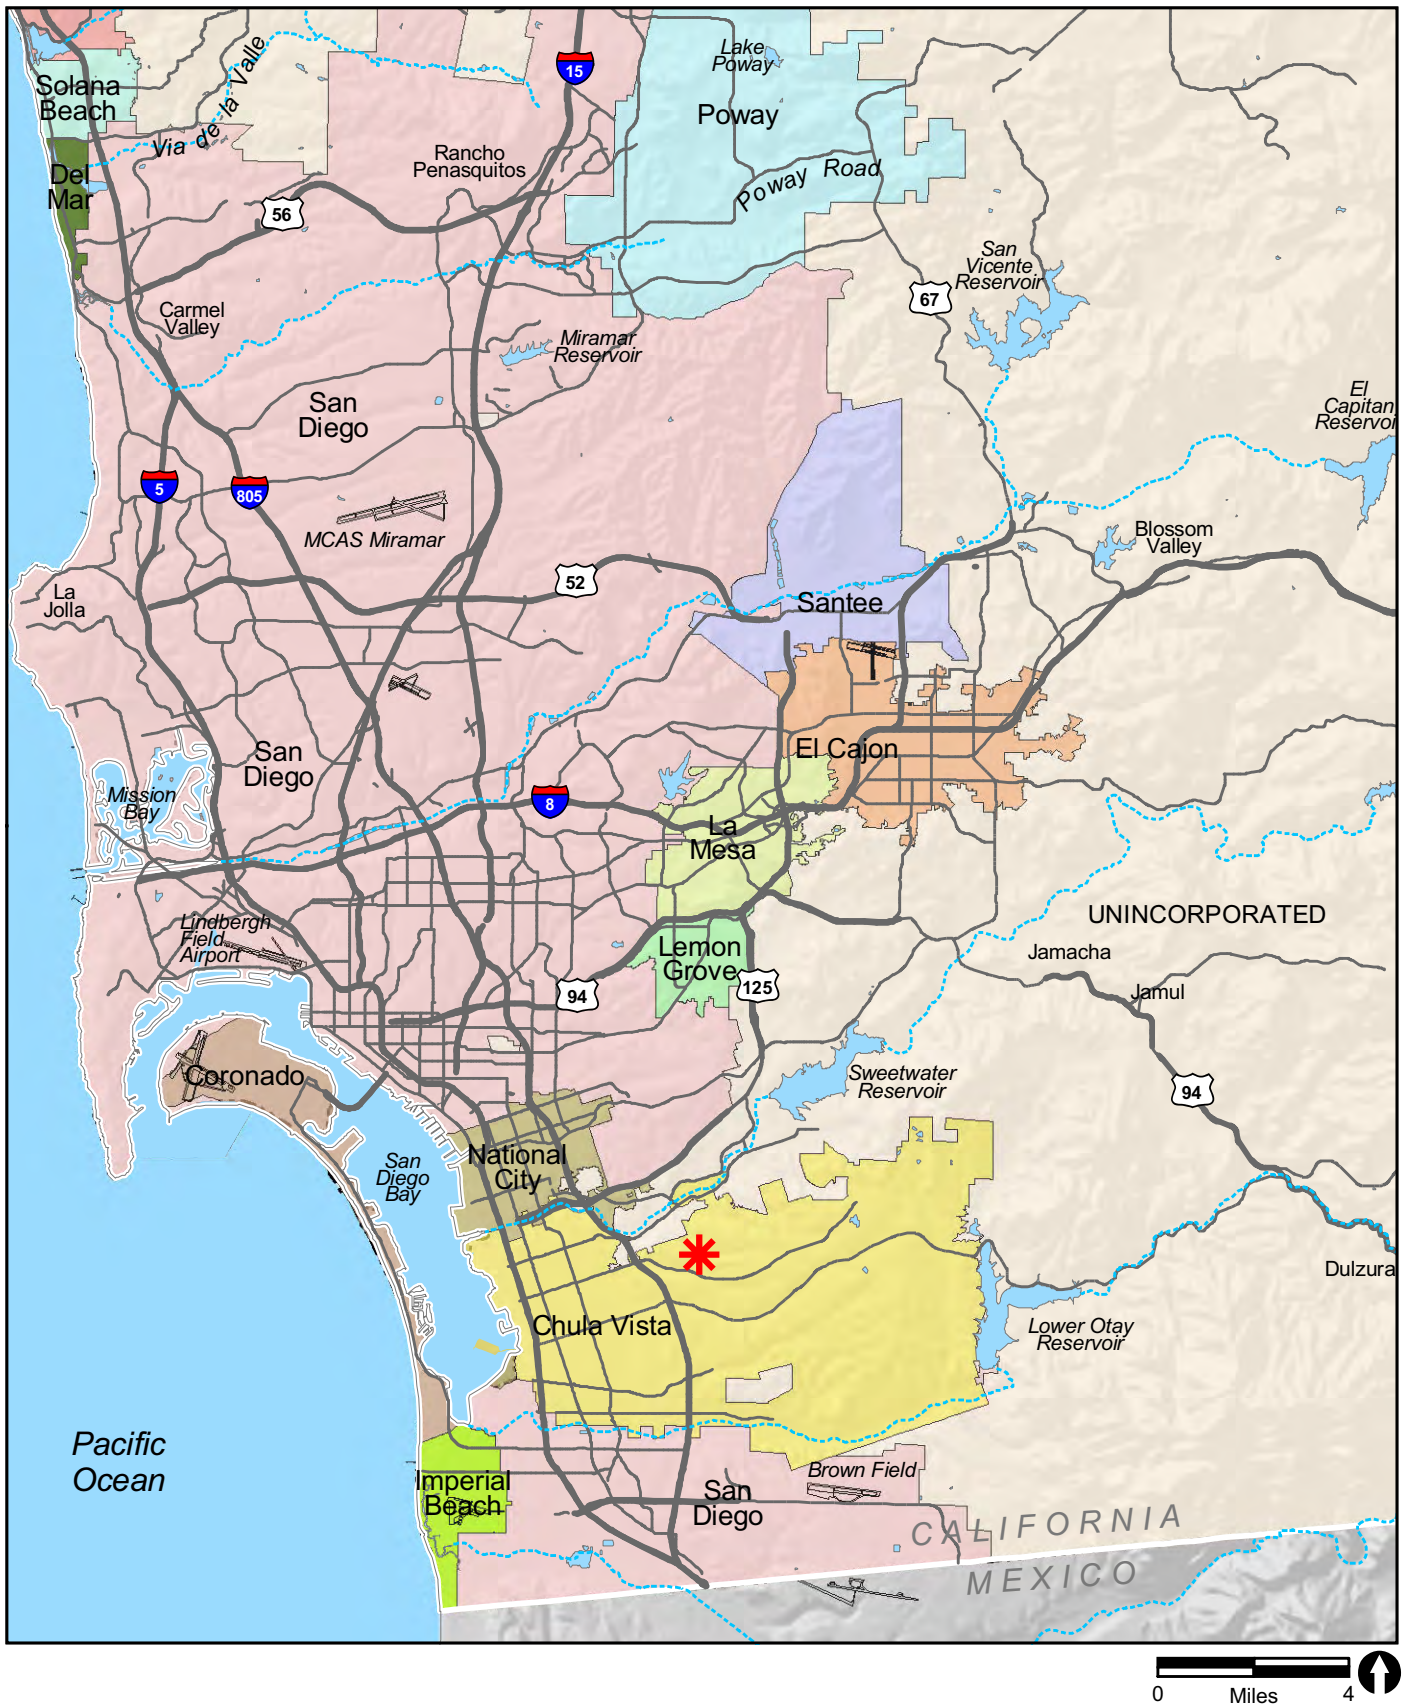 Solana
Beach
Via de la Valle
Del
Mar
56
15
Rancho
Penasquitos
Lake
Poway
Poway
Poway Road
San
Vicente
Reservoir
67
Carmel
Valley
Miramar
Reservoir
San
Diego
El
Capitan
Reservoi
5
805
MCAS Miramar
Blossom
Valley
52
La
Jolla
Santee
San
Diego
El Cajon
Mission
Bay
8
La
Mesa
UNINCORPORATED
Lindbergh
Field
Airport
Lemon
Grove
Jamacha
94
125
Jamul
Coronado
Sweetwater
Reservoir
94
National
City
San
Diego
Bay
Dulzura
Chula Vista
Lower Otay
Reservoir
Pacific
Ocean
Imperial
Beach
San
Diego
Brown Field
CALIFORNIA
MEXICO
0 Miles 4